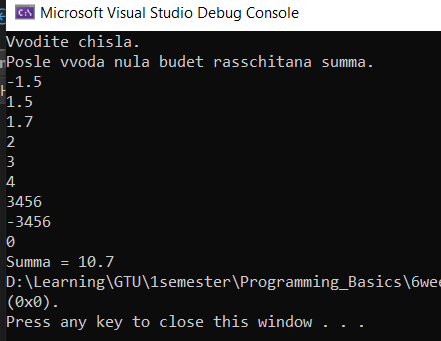 Microsoft Visual Studio Debug Console
Vvodite chisla.
Posle vvoda nula budet rasschitana summa.
-1.5
1.5
1.7
2
3
4
3456
-3456
0
Summa = 10.7
D:\Learning\GTU\1semester\Programming_Basics\6wee
(0x0).
Press any key to close this window . . .